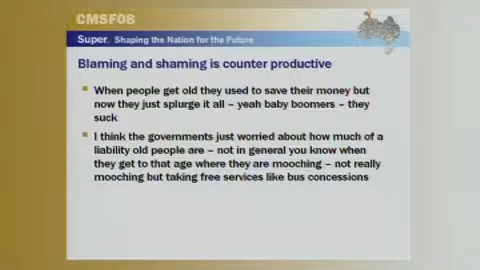 CMSF08
Super. Shaping the Nation for the Future
Blaming and shaming is counter productive
When people get old they used to save their money but
now they just splurge it all – yeah baby boomers – they
suck
I think the governments just worried about how much of a
liability old people are – not in general you know when
they get to that age where they are mooching – not really
mooching but taking free services like bus concessions